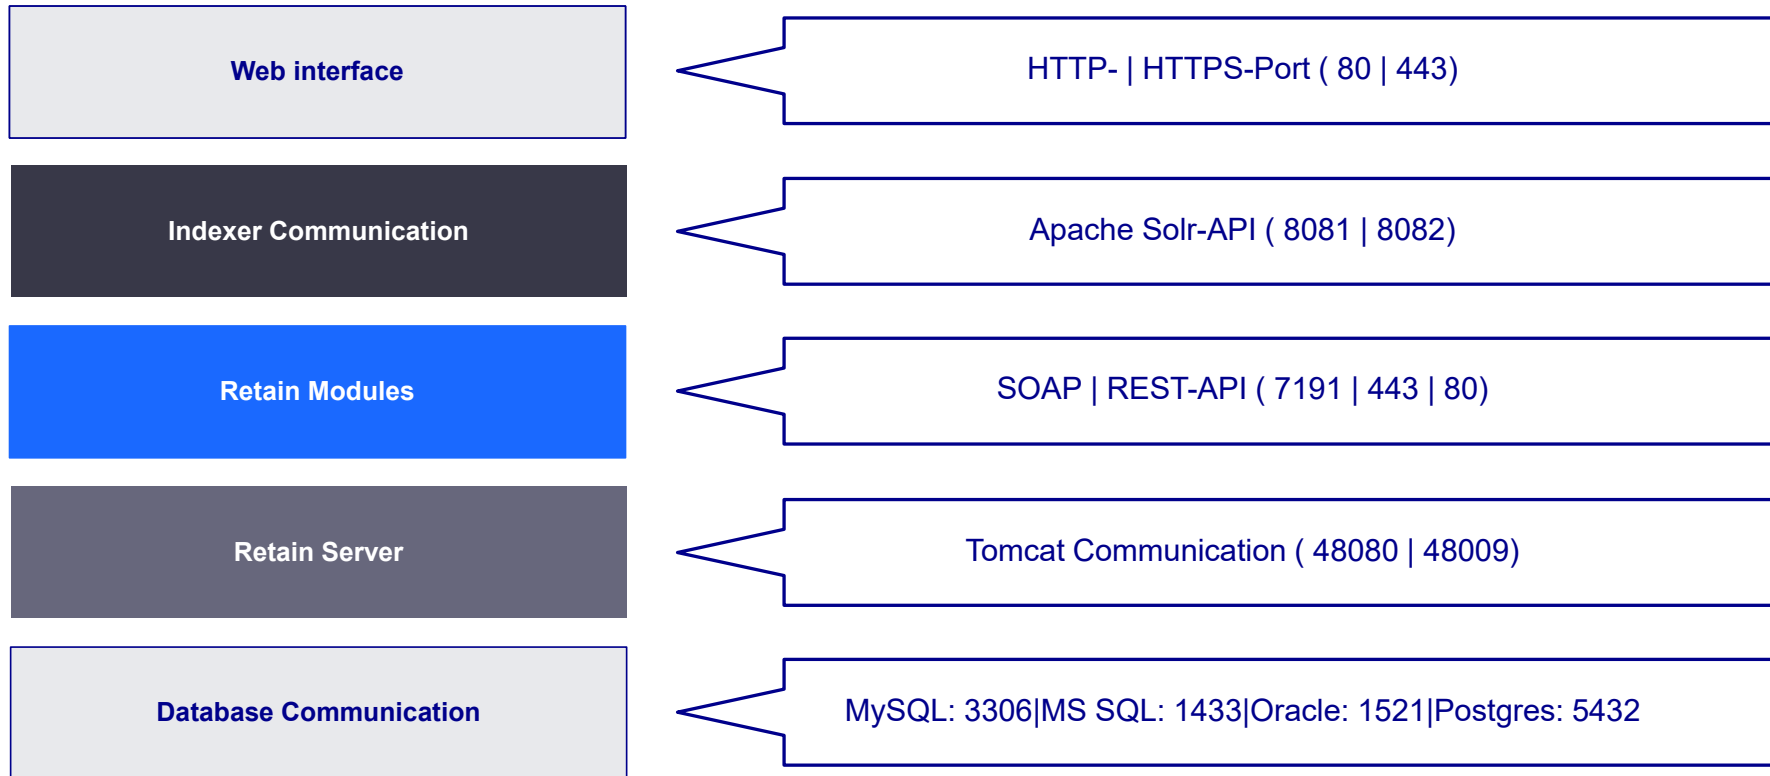 Web interface
HTTP- | HTTPS-Port ( 80 | 443)
Indexer Communication
Apache Solr-API ( 8081 | 8082)
Retain Modules
SOAP | REST-API ( 7191 | 443 | 80)
Retain Server
Tomcat Communication ( 48080 | 48009)
Database Communication
MySQL: 3306|MS SQL: 1433|Oracle: 1521|Postgres: 5432